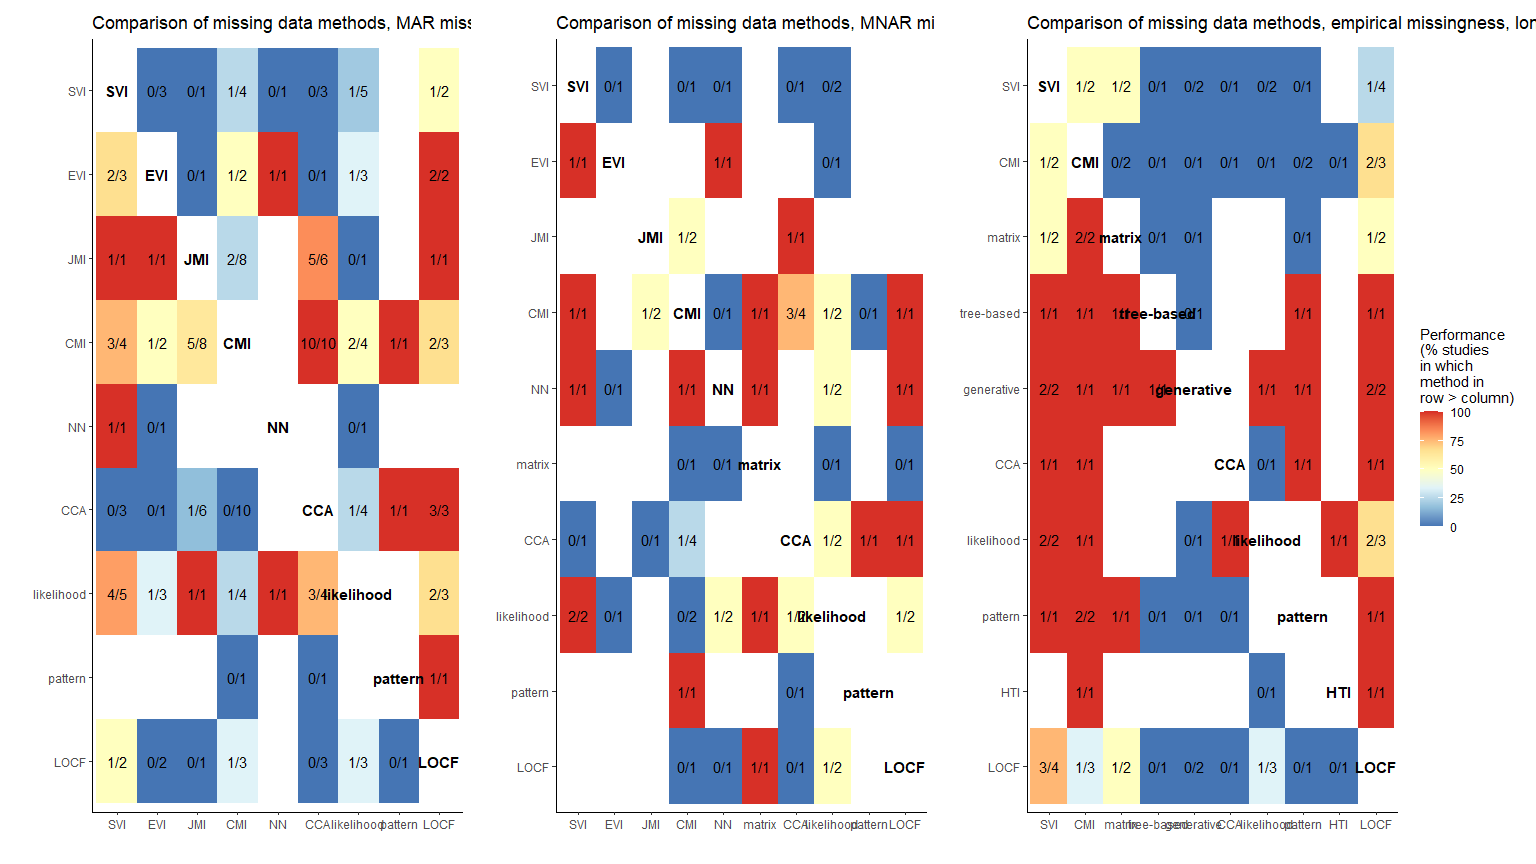 Comparison of missing data methods, MAR miss
SVI SVI 0/3 0/1 1/4 0/1 0/3 1/5 1/2
EVI 2/3 EVI 0/1 1/2 1/1 0/1 1/3 2/2
JMI 1/1 1/1 JMI 2/8 5/6 0/1 1/1
CMI 3/4 1/2 5/8 CMI 10/10 2/4 1/1 2/3
NN 1/1 0/1 NN 0/1
CCA 0/3 0/1 1/6 0/10 CCA 1/4 1/1 3/3
likelihood 4/5 1/3 1/1 1/4 1/1 3/4 likelihood 2/3
pattern 0/1 0/1 pattern 1/1
LOCF 1/2 0/2 0/1 1/3 0/3 1/3 0/1 LOCF
SVI EVI JMI CMI NN CCA likelihood pattern LOCF
Comparison of missing data methods, MNAR mi
SVI SVI 0/1 0/1 0/1 0/1 0/2
EVI 1/1 EVI 1/1 0/1
JMI JMI 1/2 1/1
CMI 1/1 1/2 CMI 0/1 1/1 3/4 1/2 0/1 1/1
NN 1/1 0/1 1/1 NN 1/1 1/2 1/1
matrix 0/1 0/1 matrix 0/1 0/1
CCA 0/1 0/1 1/4 CCA 1/2 1/1 1/1
likelihood 2/2 0/1 0/2 1/2 1/1 1/2 likelihood 1/2
pattern 1/1 0/1 pattern
LOCF 0/1 0/1 1/1 0/1 1/2 LOCF
SVI EVI JMI CMI NN matrix CCA likelihood pattern LOCF
Comparison of missing data methods, empirical missingness, lon
SVI SVI 1/2 1/2 0/1 0/2 0/1 0/2 0/1 1/4
CMI 1/2 CMI 0/2 0/1 0/1 0/1 0/1 0/2 0/1 2/3
matrix 1/2 2/2 matrix 0/1 0/1 0/1 1/2
tree-based 1/1 1/1 1/1 tree-based 0/1 1/1 1/1
generative 2/2 1/1 1/1 1/1 generative 1/1 1/1 2/2
CCA 1/1 1/1 CCA 0/1 1/1 1/1
likelihood 2/2 1/1 0/1 1/1 likelihood 1/1 2/3
pattern 1/1 2/2 1/1 0/1 0/1 0/1 pattern 1/1
HTI 1/1 0/1 HTI 1/1
LOCF 3/4 1/3 1/2 0/1 0/2 0/1 1/3 0/1 0/1 LOCF
SVI CMI matrix tree-based generative CCA likelihood pattern HTI LOCF
Performance
(% studies
in which
method in
row > column)
100
75
50
25
0